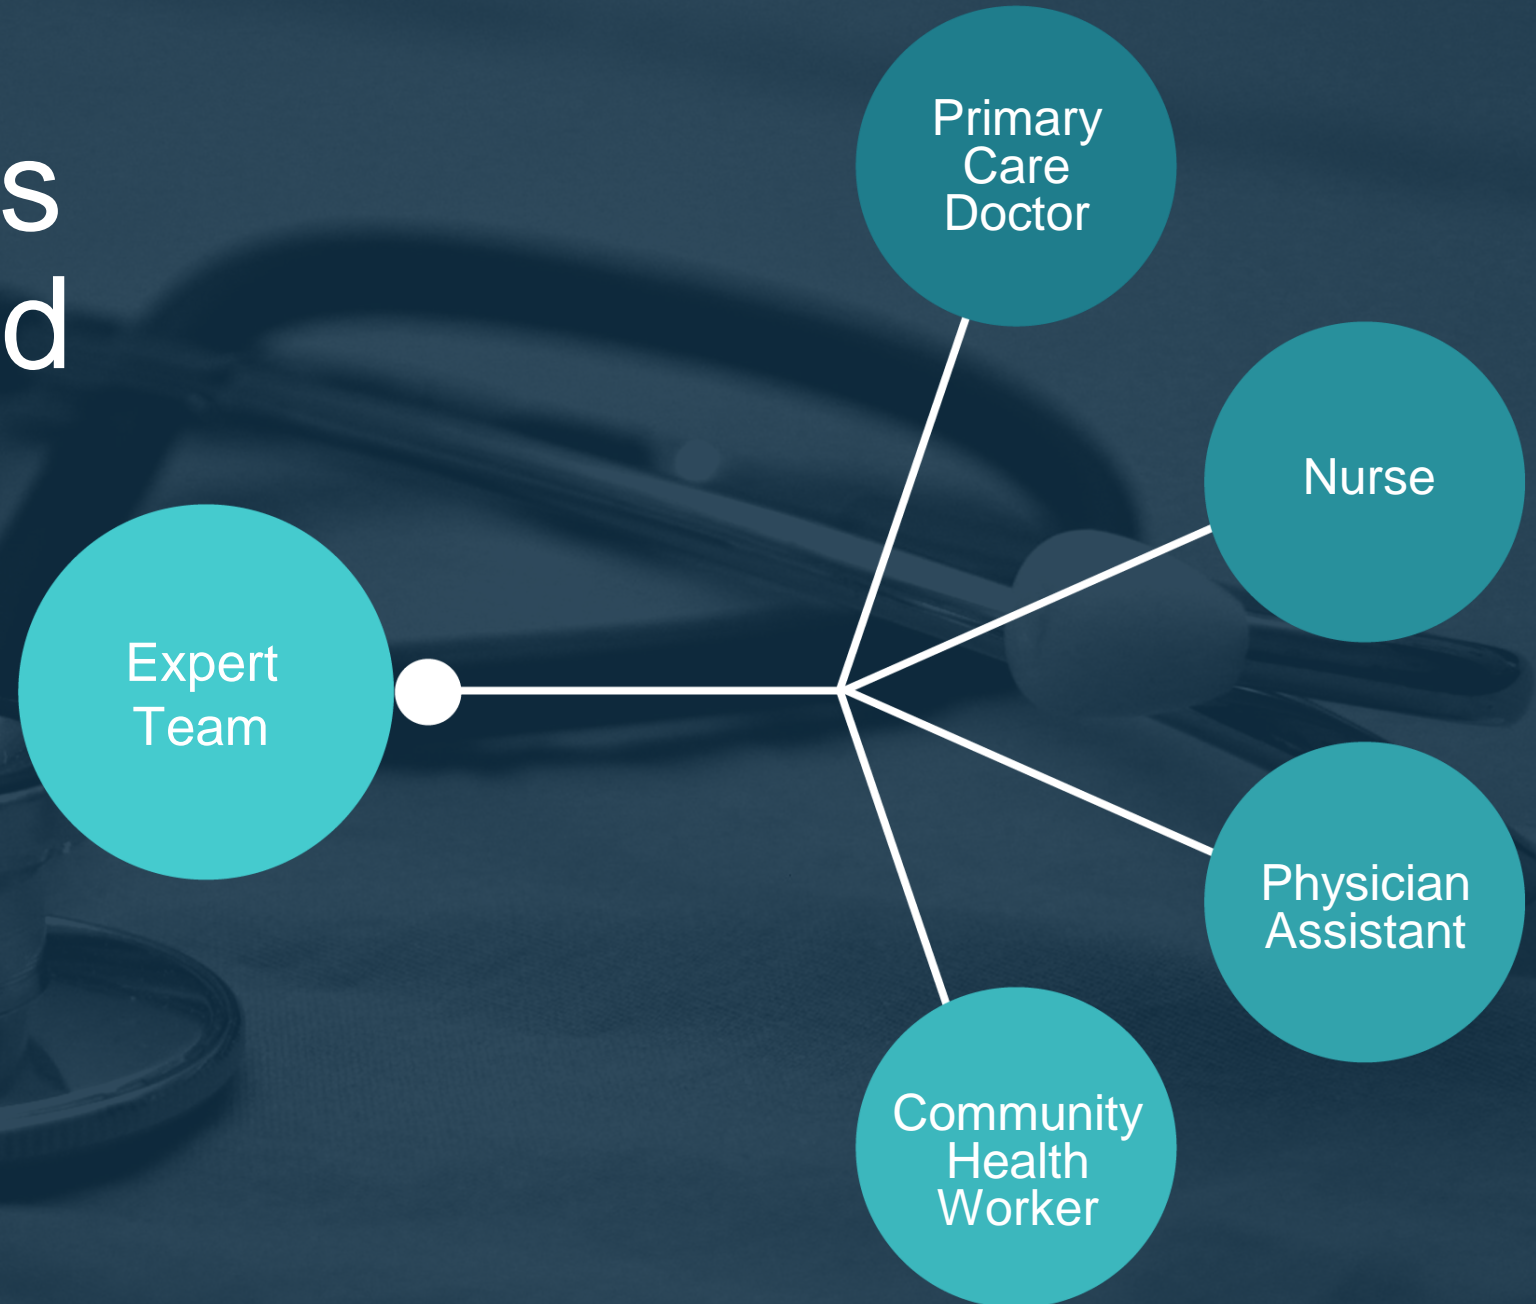 s
d
Primary
Care
Doctor
Nurse
Expert
Team
Physician
Assistant
Community
Health
Worker